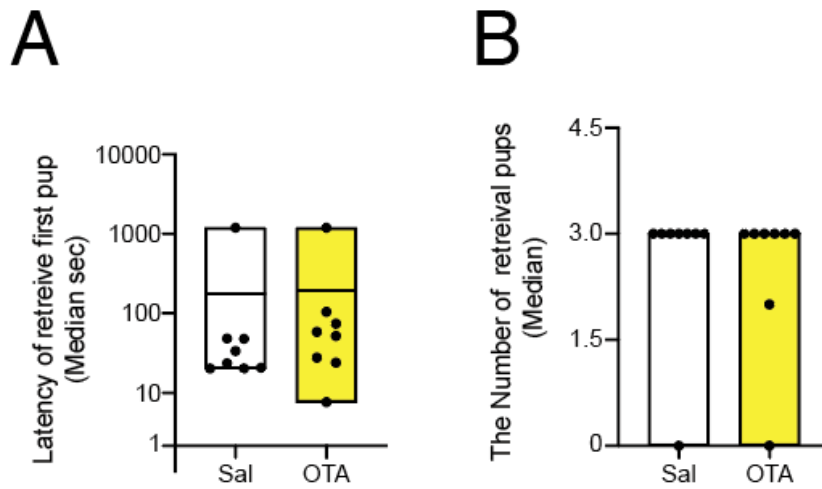 A
B
Latency of retreive first pup
(Median sec)
10000
1000
100
10
1
Sal
OTA
The Number of retreival pups
(Median)
4.5
3.0
1.5
0
Sal
OTA